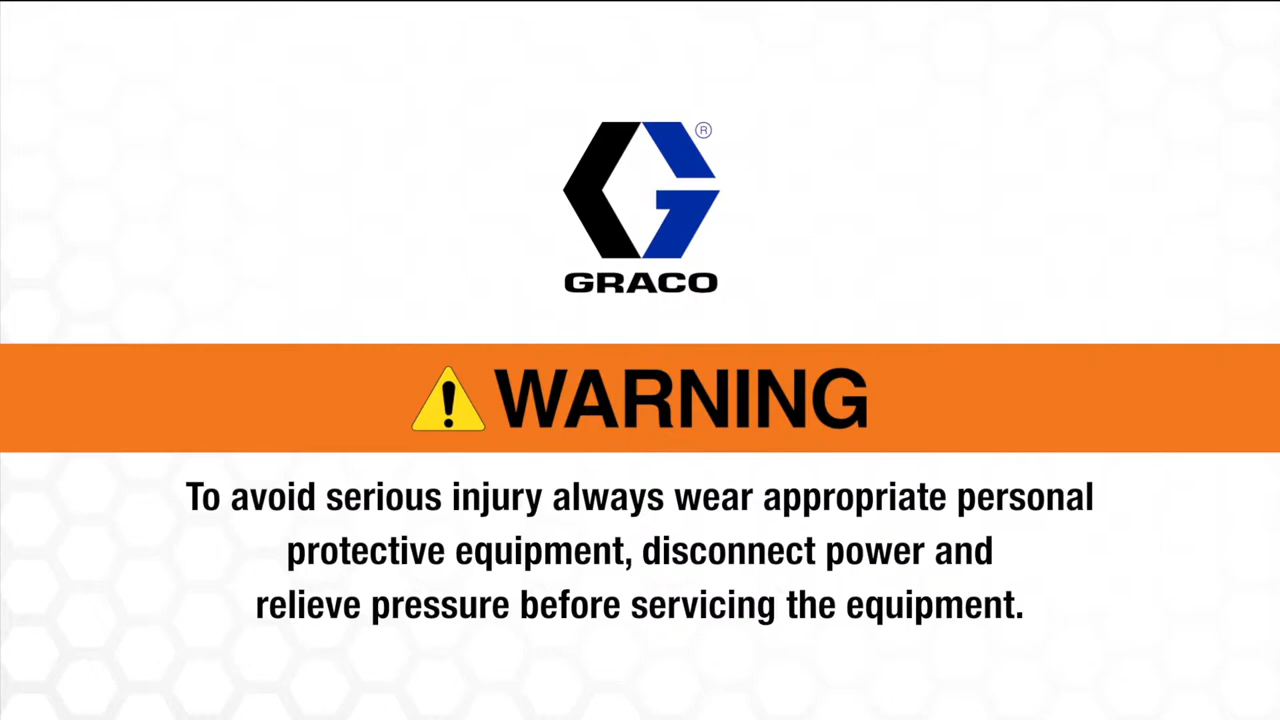 ®
GRACO
WARNING
To avoid serious injury always wear appropriate personal
protective equipment, disconnect power and
relieve pressure before servicing the equipment.